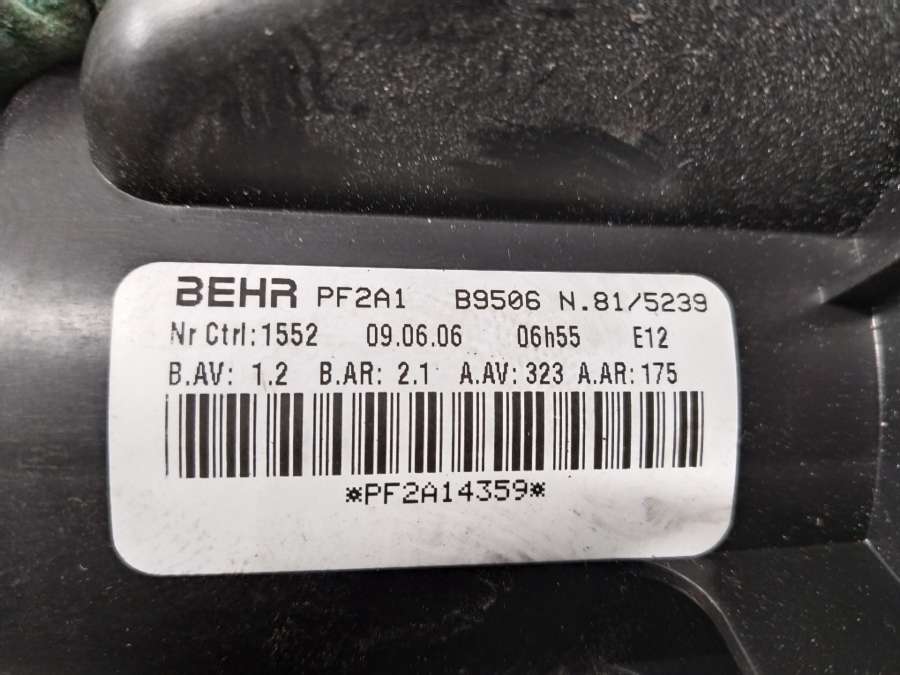 BEHR PF2A1 B9506 N.81/5239
Nr Ctrl:1552 09.06.06 06h55 E12
B.AV: 1.2 B.AR: 2.1 A.AV: 323 A.AR: 175
*PF2A14359*